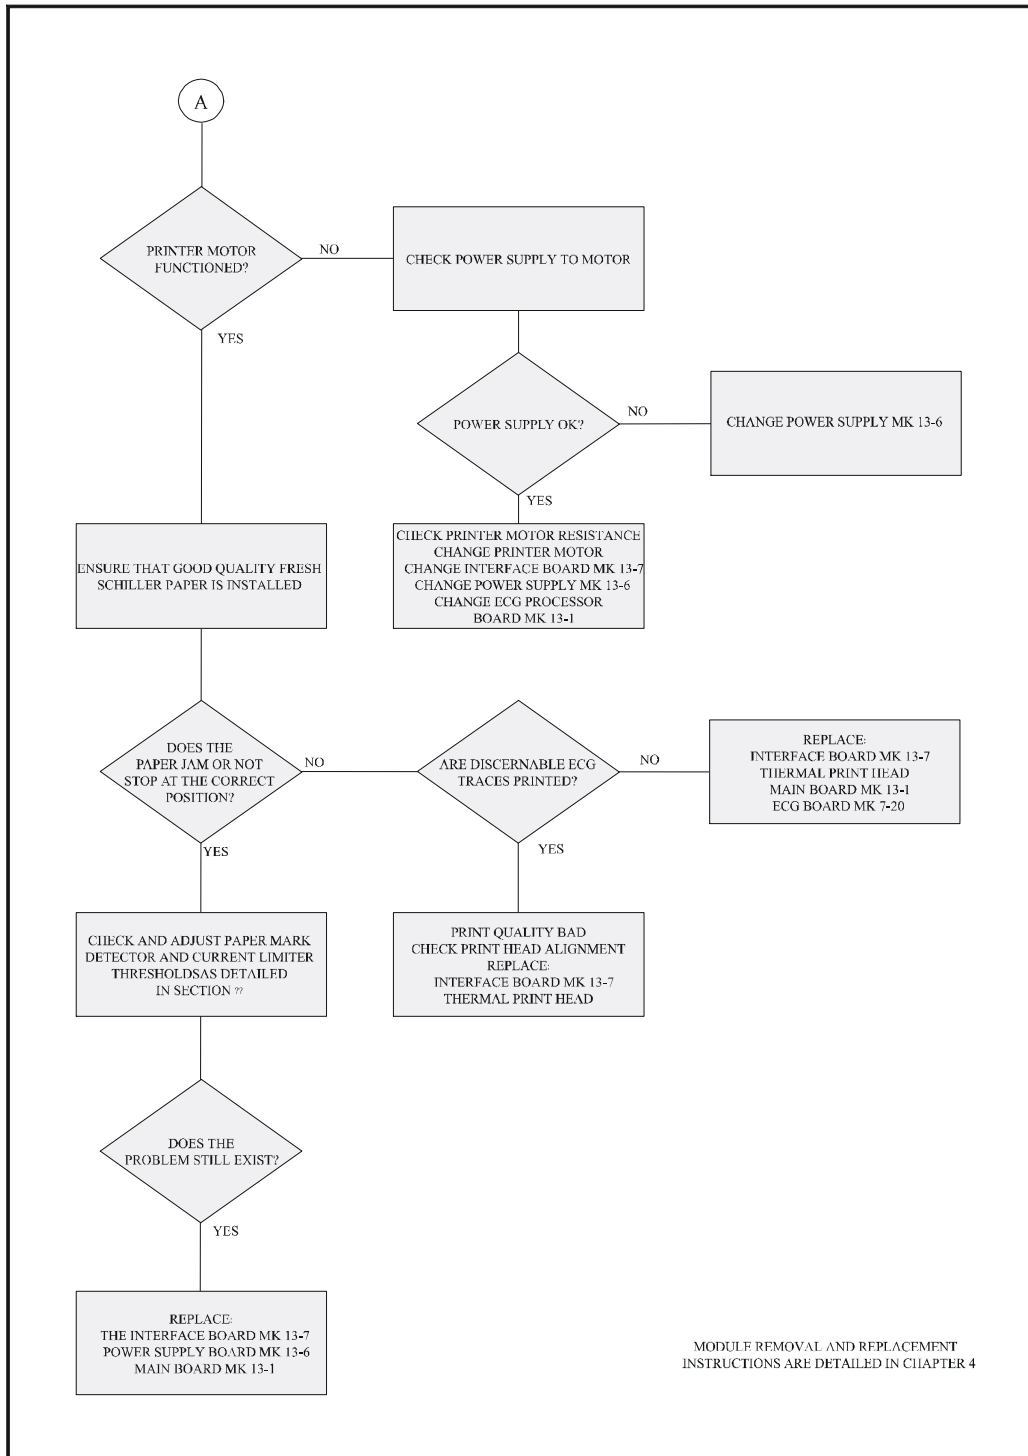 A
PRINTER MOTOR
FUNCTIONED?
NO
CHECK POWER SUPPLY TO MOTOR
YES
POWER SUPPLY OK?
NO
CHANGE POWER SUPPLY MK 13-6
YES
ENSURE THAT GOOD QUALITY FRESH
SCHILLER PAPER IS INSTALLED
CHECK PRINTER MOTOR RESISTANCE
CHANGE PRINTER MOTOR
CHANGE INTERFACE BOARD MK 13-7
CHANGE POWER SUPPLY MK 13-6
CHANGE ECG PROCESSOR
BOARD MK 13-1
DOES THE
PAPER JAM OR NOT
STOP AT THE CORRECT
POSITION?
NO
ARE DISCERNABLE ECG
TRACES PRINTED?
NO
REPLACE:
INTERFACE BOARD MK 13-7
THERMAL PRINT HEAD
MAIN BOARD MK 13-1
ECG BOARD MK 7-20
YES
YES
CHECK AND ADJUST PAPER MARK
DETECTOR AND CURRENT LIMITER
THRESHOLDSAS DETAILED
IN SECTION ??
PRINT QUALITY BAD
CHECK PRINT HEAD ALIGNMENT
REPLACE:
INTERFACE BOARD MK 13-7
THERMAL PRINT HEAD
DOES THE
PROBLEM STILL EXIST?
YES
REPLACE:
THE INTERFACE BOARD MK 13-7
POWER SUPPLY BOARD MK 13-6
MAIN BOARD MK 13-1
MODULE REMOVAL AND REPLACEMENT
INSTRUCTIONS ARE DETAILED IN CHAPTER 4